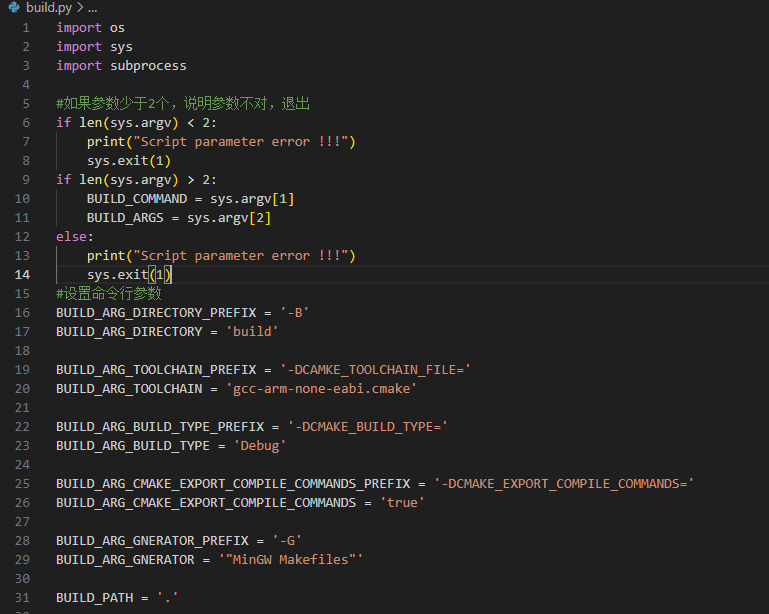 build.py > ...
1 import os
2 import sys
3 import subprocess
4
5 #如果参数少于2个，说明参数不对，退出
6 if len(sys.argv) < 2:
7     print("Script parameter error !!!")
8     sys.exit(1)
9 if len(sys.argv) > 2:
10     BUILD_COMMAND = sys.argv[1]
11     BUILD_ARGS = sys.argv[2]
12 else:
13     print("Script parameter error !!!")
14     sys.exit(1)
15 #设置命令行参数
16 BUILD_ARG_DIRECTORY_PREFIX = '-B'
17 BUILD_ARG_DIRECTORY = 'build'
18
19 BUILD_ARG_TOOLCHAIN_PREFIX = '-DCAMKE_TOOLCHAIN_FILE='
20 BUILD_ARG_TOOLCHAIN = 'gcc-arm-none-eabi.cmake'
21
22 BUILD_ARG_BUILD_TYPE_PREFIX = '-DCMAKE_BUILD_TYPE='
23 BUILD_ARG_BUILD_TYPE = 'Debug'
24
25 BUILD_ARG_CMAKE_EXPORT_COMPILE_COMMANDS_PREFIX = '-DCMAKE_EXPORT_COMPILE_COMMANDS='
26 BUILD_ARG_CMAKE_EXPORT_COMPILE_COMMANDS = 'true'
27
28 BUILD_ARG_GNERATOR_PREFIX = '-G'
29 BUILD_ARG_GNERATOR = '"MinGW Makefiles"'
30
31 BUILD_PATH = '.'